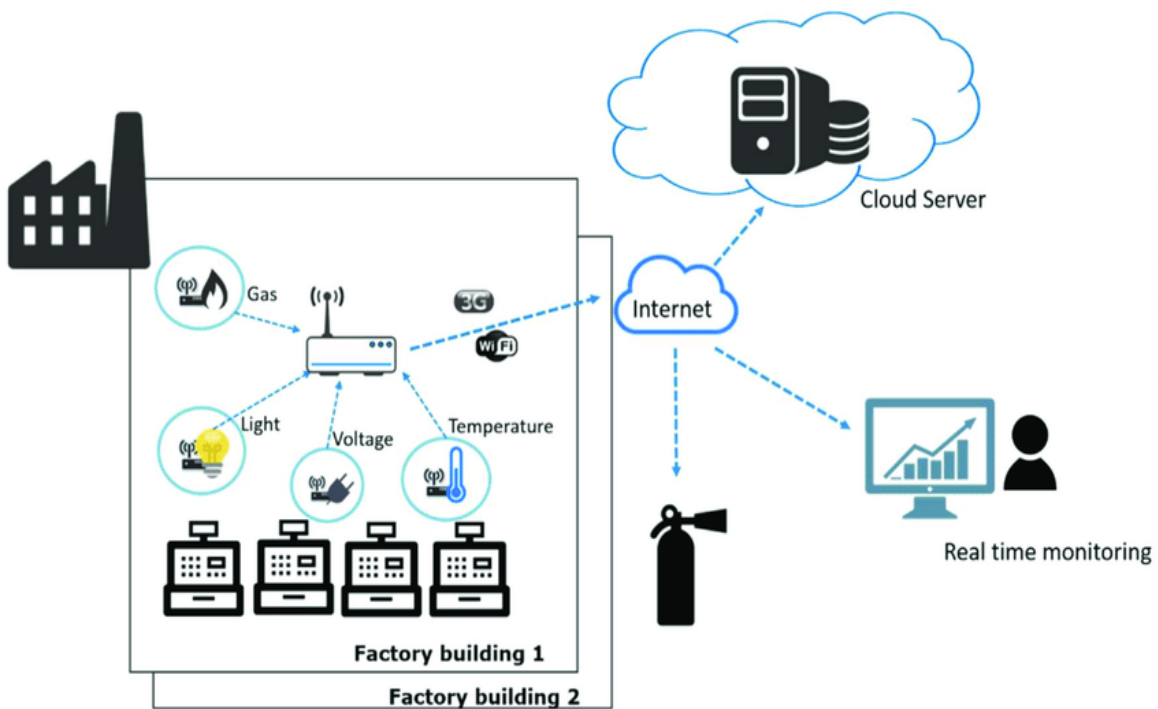 Cloud Server
Gas
3G
Internet
WiFi
Light
Voltage
Temperature
Real time monitoring
Factory building 1
Factory building 2